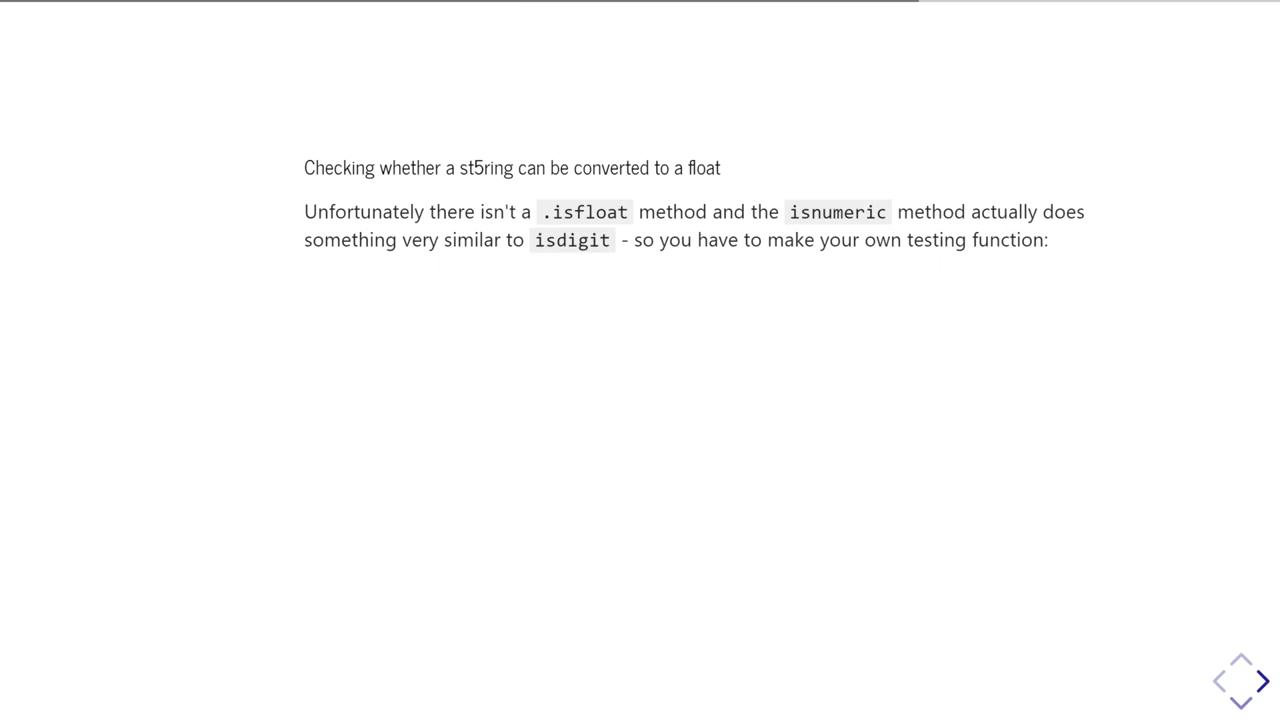 Checking whether a st5ring can be converted to a float
Unfortunately there isn't a .isfloat method and the isnumeric method actually does
something very similar to isdigit - so you have to make your own testing function: